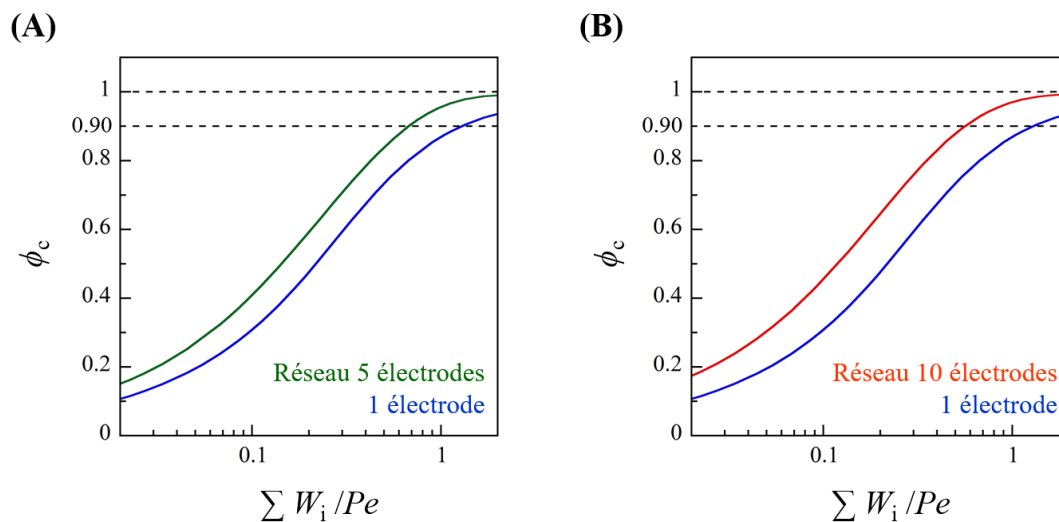 (A)
1
0.90
0.8
0.6
0.4
0.2
0
ϕc
Réseau 5 électrodes
1 électrode
0.1
1
∑ Wi /Pe
(B)
1
0.90
0.8
0.6
0.4
0.2
0
ϕc
Réseau 10 électrodes
1 électrode
0.1
1
∑ Wi /Pe